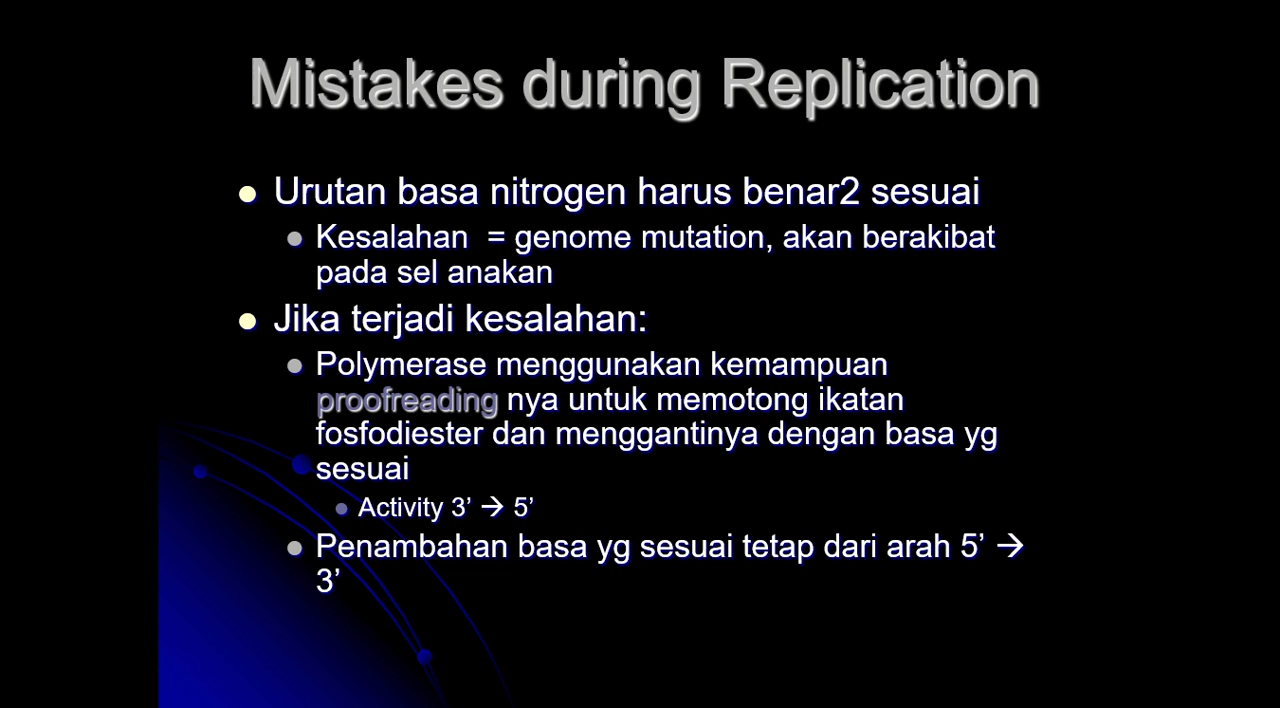 Mistakes during Replication
Urutan basa nitrogen harus benar2 sesuai
Kesalahan = genome mutation, akan berakibat
pada sel anakan
Jika terjadi kesalahan:
Polymerase menggunakan kemampuan
proofreading nya untuk memotong ikatan
fosfodiester dan menggantinya dengan basa yg
sesuai
Activity 3’ → 5’
Penambahan basa yg sesuai tetap dari arah 5’ →
3’